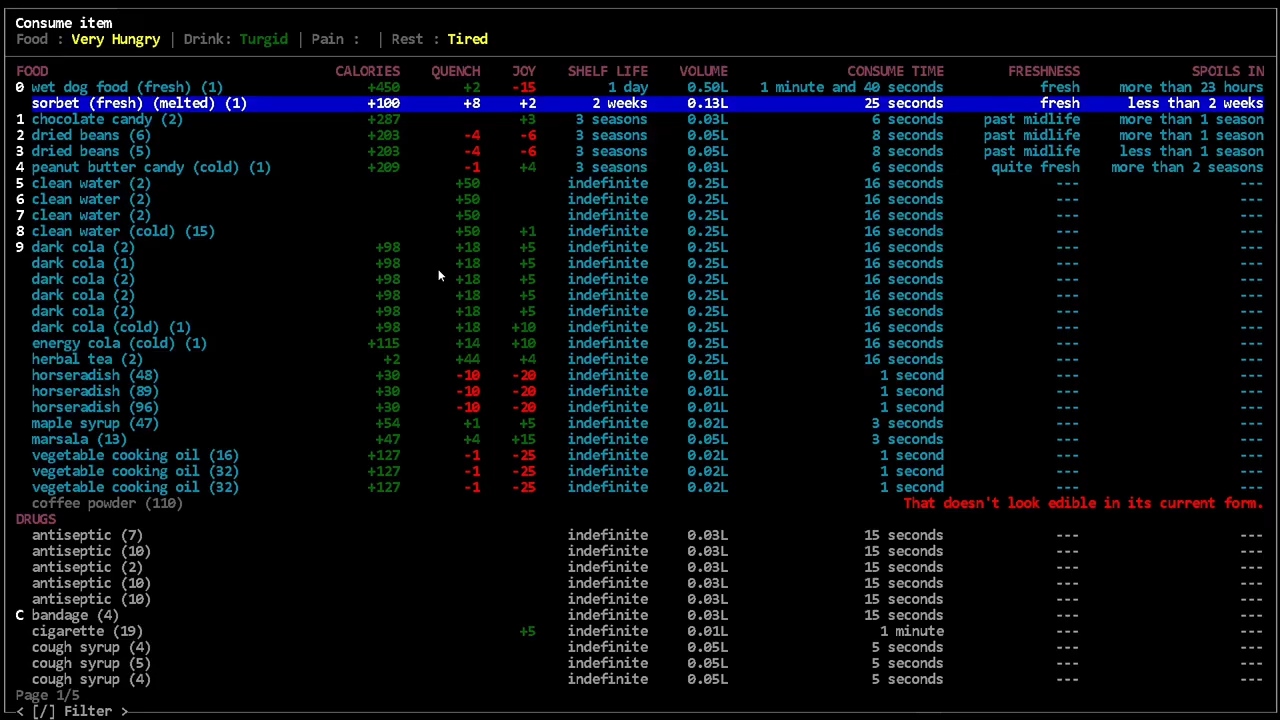 Consume item
Food : Very Hungry | Drink: Turgid | Pain :  | Rest : Tired
FOOD CALORIES QUENCH JOY SHELF LIFE VOLUME CONSUME TIME FRESHNESS SPOILS IN
0 wet dog food (fresh) (1) +450 +2 -15 1 day 0.50L 1 minute and 40 seconds fresh more than 23 hours
sorbet (fresh) (melted) (1) +100 +8 +2 2 weeks 0.13L 25 seconds fresh less than 2 weeks
1 chocolate candy (2) +287 +3 3 seasons 0.03L 6 seconds past midlife more than 1 season
2 dried beans (6) +203 -4 -6 3 seasons 0.05L 8 seconds past midlife more than 1 season
3 dried beans (5) +203 -4 -6 3 seasons 0.05L 8 seconds past midlife less than 1 season
4 peanut butter candy (cold) (1) +209 -1 +4 3 seasons 0.03L 6 seconds quite fresh more than 2 seasons
5 clean water (2) +50 indefinite 0.25L 16 seconds --- ---
6 clean water (2) +50 indefinite 0.25L 16 seconds --- ---
7 clean water (2) +50 indefinite 0.25L 16 seconds --- ---
8 clean water (cold) (15) +50 +1 indefinite 0.25L 16 seconds --- ---
9 dark cola (2) +98 +18 +5 indefinite 0.25L 16 seconds --- ---
dark cola (1) +98 +18 +5 indefinite 0.25L 16 seconds --- ---
dark cola (2) +98 +18 +5 indefinite 0.25L 16 seconds --- ---
dark cola (2) +98 +18 +5 indefinite 0.25L 16 seconds --- ---
dark cola (2) +98 +18 +5 indefinite 0.25L 16 seconds --- ---
dark cola (cold) (1) +98 +18 +10 indefinite 0.25L 16 seconds --- ---
energy cola (cold) (1) +115 +14 +10 indefinite 0.25L 16 seconds --- ---
herbal tea (2) +2 +44 +4 indefinite 0.25L 16 seconds --- ---
horseradish (48) +30 -10 -20 indefinite 0.01L 1 second --- ---
horseradish (89) +30 -10 -20 indefinite 0.01L 1 second --- ---
horseradish (96) +30 -10 -20 indefinite 0.01L 1 second --- ---
maple syrup (47) +54 +1 +5 indefinite 0.02L 3 seconds --- ---
marsala (13) +47 +4 +15 indefinite 0.05L 3 seconds --- ---
vegetable cooking oil (16) +127 -1 -25 indefinite 0.02L 1 second --- ---
vegetable cooking oil (32) +127 -1 -25 indefinite 0.02L 1 second --- ---
vegetable cooking oil (32) +127 -1 -25 indefinite 0.02L 1 second --- ---
coffee powder (110) That doesn't look edible in its current form.
DRUGS
antiseptic (7) indefinite 0.03L 15 seconds --- ---
antiseptic (10) indefinite 0.03L 15 seconds --- ---
antiseptic (2) indefinite 0.03L 15 seconds --- ---
antiseptic (10) indefinite 0.03L 15 seconds --- ---
antiseptic (10) indefinite 0.03L 15 seconds --- ---
C bandage (4) indefinite 0.03L 15 seconds --- ---
cigarette (19) +5 indefinite 0.01L 1 minute --- ---
cough syrup (4) indefinite 0.05L 5 seconds --- ---
cough syrup (5) indefinite 0.05L 5 seconds --- ---
cough syrup (4) indefinite 0.05L 5 seconds --- ---
Page 1/5
< [/] Filter >